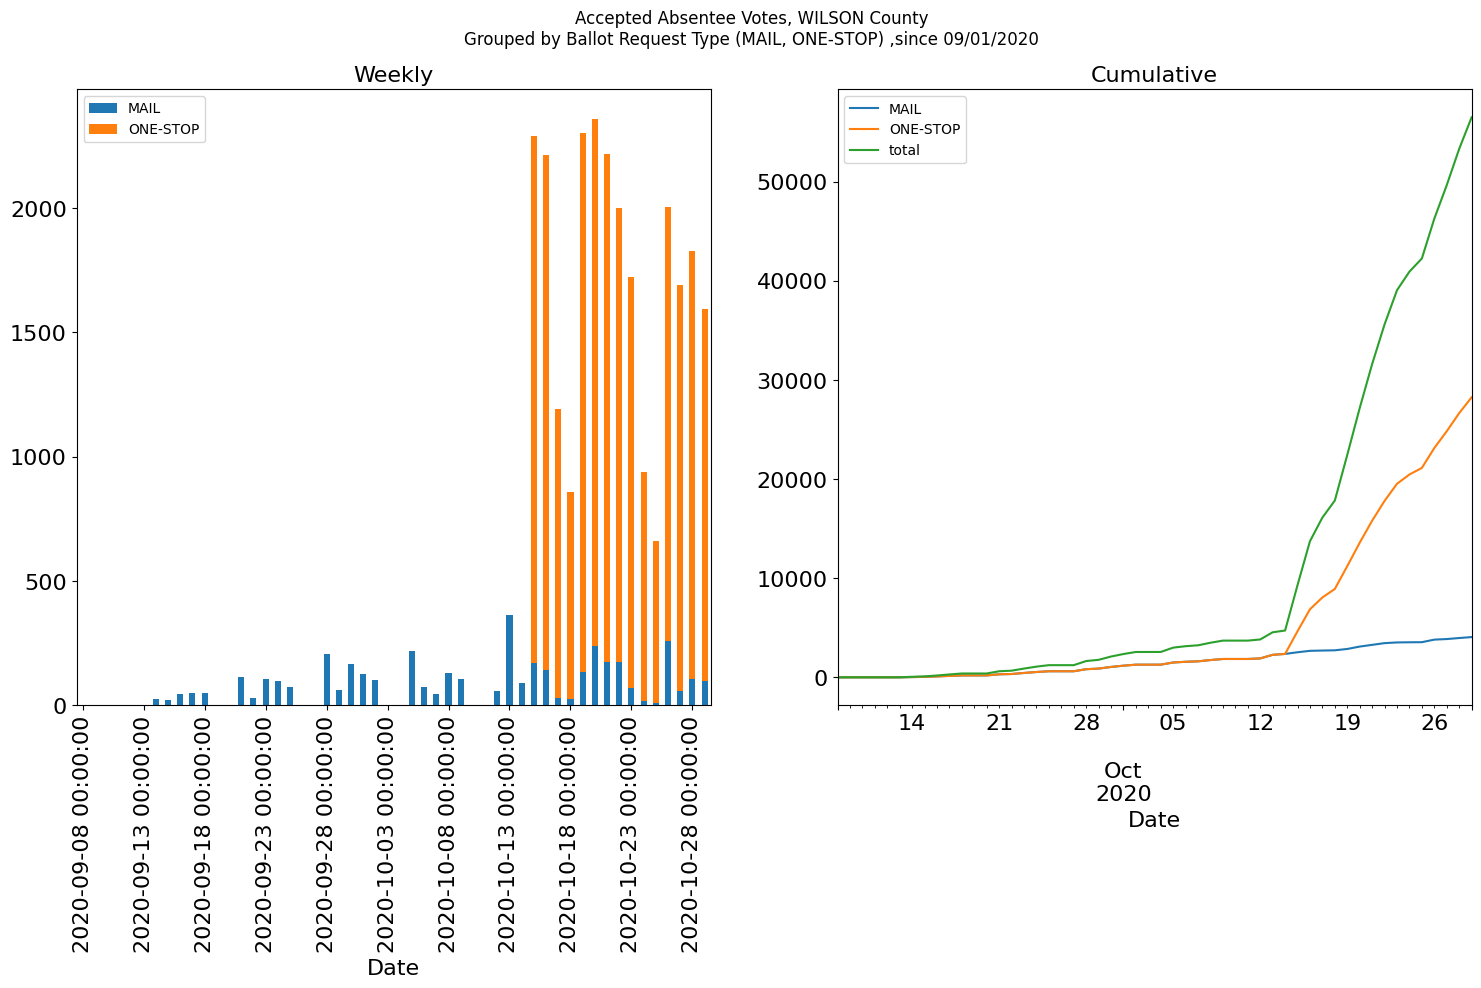 Accepted Absentee Votes, WILSON County
Grouped by Ballot Request Type (MAIL, ONE-STOP) ,since 09/01/2020
Weekly
MAIL
ONE-STOP
2000
1500
1000
500
0
2020-09-08 00:00:00
2020-09-13 00:00:00
2020-09-18 00:00:00
2020-09-23 00:00:00
2020-09-28 00:00:00
2020-10-03 00:00:00
2020-10-08 00:00:00
2020-10-13 00:00:00
2020-10-18 00:00:00
2020-10-23 00:00:00
2020-10-28 00:00:00
Date
Cumulative
MAIL
ONE-STOP
total
50000
40000
30000
20000
10000
0
14 21 28 05 12 19 26
Oct
2020
Date